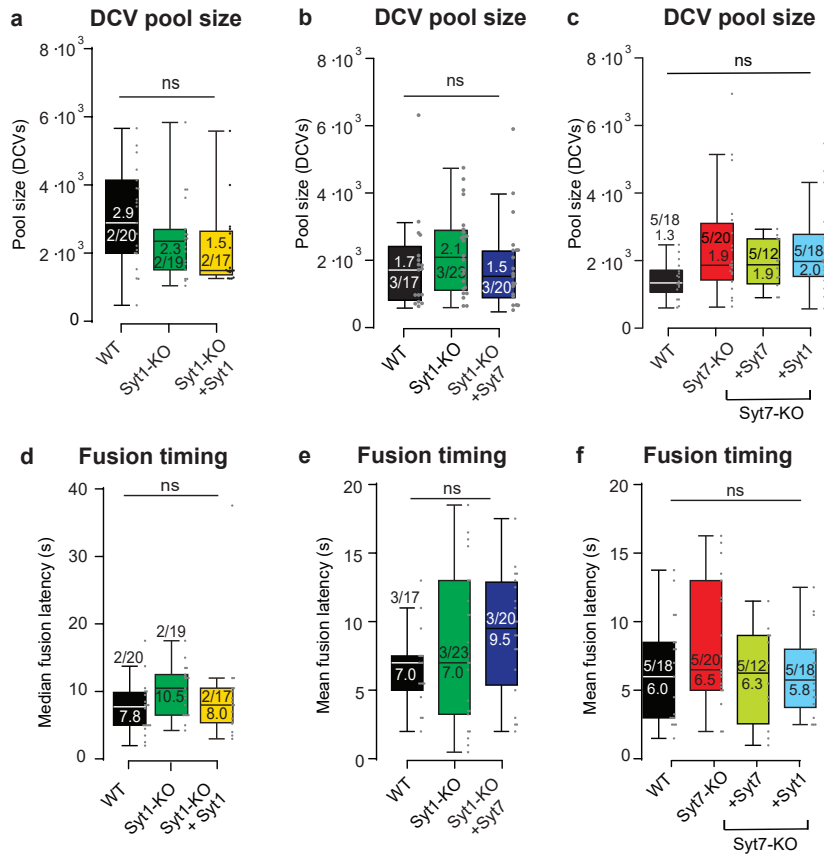 a DCV pool size
Pool size (DCVs)
8 ·10³
6 ·10³
4 ·10³
2 ·10³
0
ns
2.9
2/20
2.3
2/19
1.5
2/17
WT
Syt1-KO
Syt1-KO
+Syt1
b DCV pool size
Pool size (DCVs)
8 ·10³
6 ·10³
4 ·10³
2 ·10³
0
ns
1.7
3/17
2.1
3/23
1.5
3/20
WT
Syt1-KO
Syt1-KO
+Syt7
c DCV pool size
Pool size (DCVs)
8 ·10³
6 ·10³
4 ·10³
2 ·10³
0
ns
5/18
1.3
5/20
1.9
5/12
1.9
5/18
2.0
WT
Syt7-KO
+Syt7
+Syt1
Syt7-KO
d Fusion timing
Median fusion latency (s)
40
30
20
10
0
ns
2/20
7.8
2/19
10.5
2/17
8.0
WT
Syt1-KO
Syt1-KO
+ Syt1
e Fusion timing
Mean fusion latency (s)
20
15
10
5
0
ns
3/17
7.0
3/23
7.0
3/20
9.5
WT
Syt1-KO
Syt1-KO
+Syt7
f Fusion timing
Mean fusion latency (s)
20
15
10
5
0
ns
5/18
6.0
5/20
6.5
5/12
6.3
5/18
5.8
WT
Syt7-KO
+Syt7
+Syt1
Syt7-KO